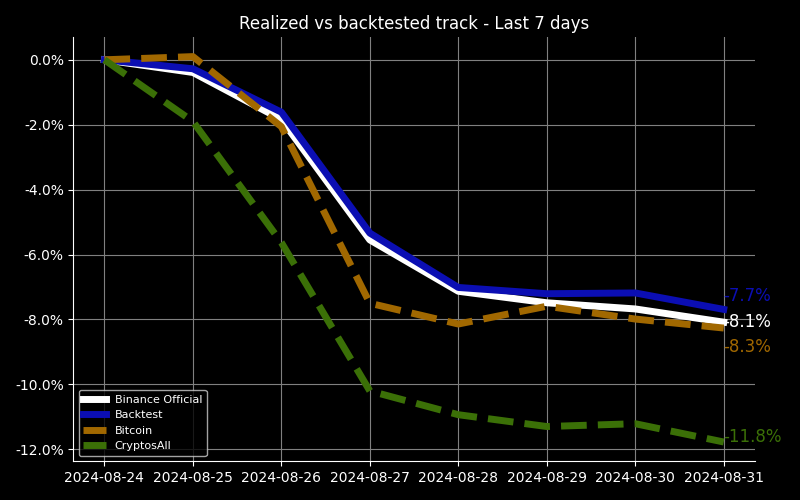 Realized vs backtested track - Last 7 days
0.0%
-2.0%
-4.0%
-6.0%
-8.0%
-10.0%
-12.0%
-7.7%
-8.1%
-8.3%
-11.8%
Binance Official
Backtest
Bitcoin
CryptosAll
2024-08-24 2024-08-25 2024-08-26 2024-08-27 2024-08-28 2024-08-29 2024-08-30 2024-08-31